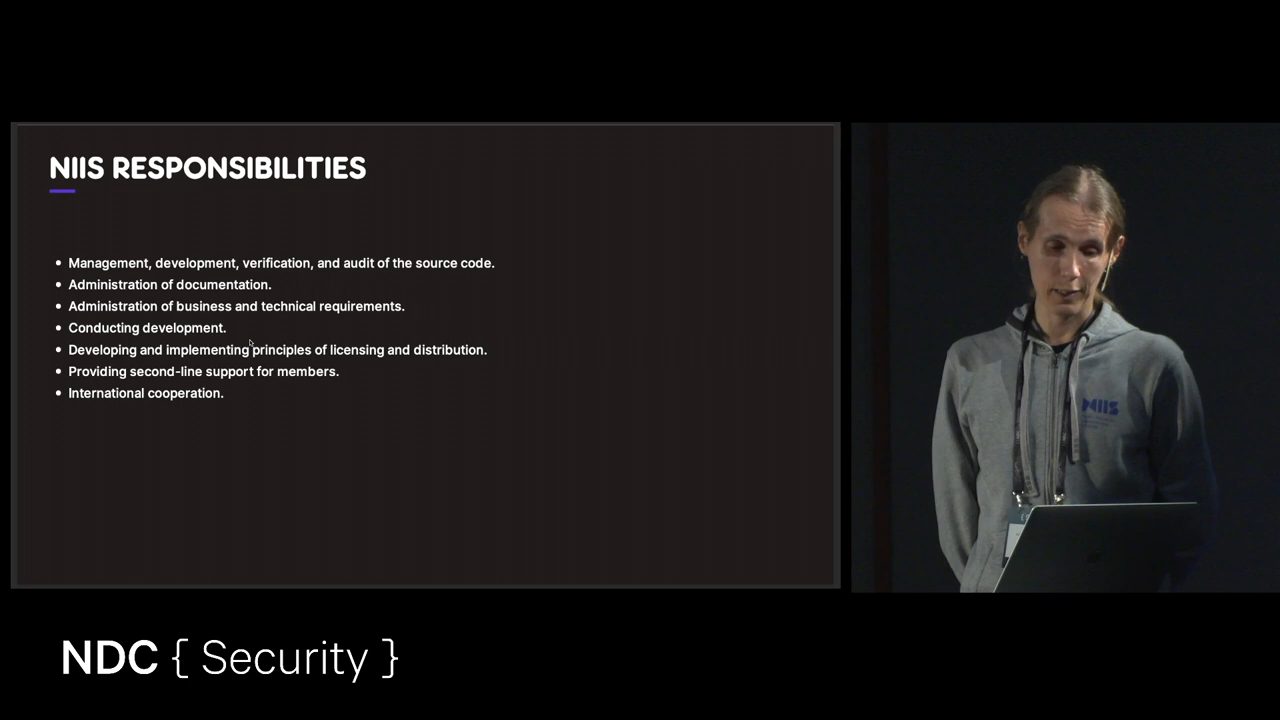 NIIS RESPONSIBILITIES
• Management, development, verification, and audit of the source code.
• Administration of documentation.
• Administration of business and technical requirements.
• Conducting development.
• Developing and implementing principles of licensing and distribution.
• Providing second-line support for members.
• International cooperation.
NIIS
NDC { Security }